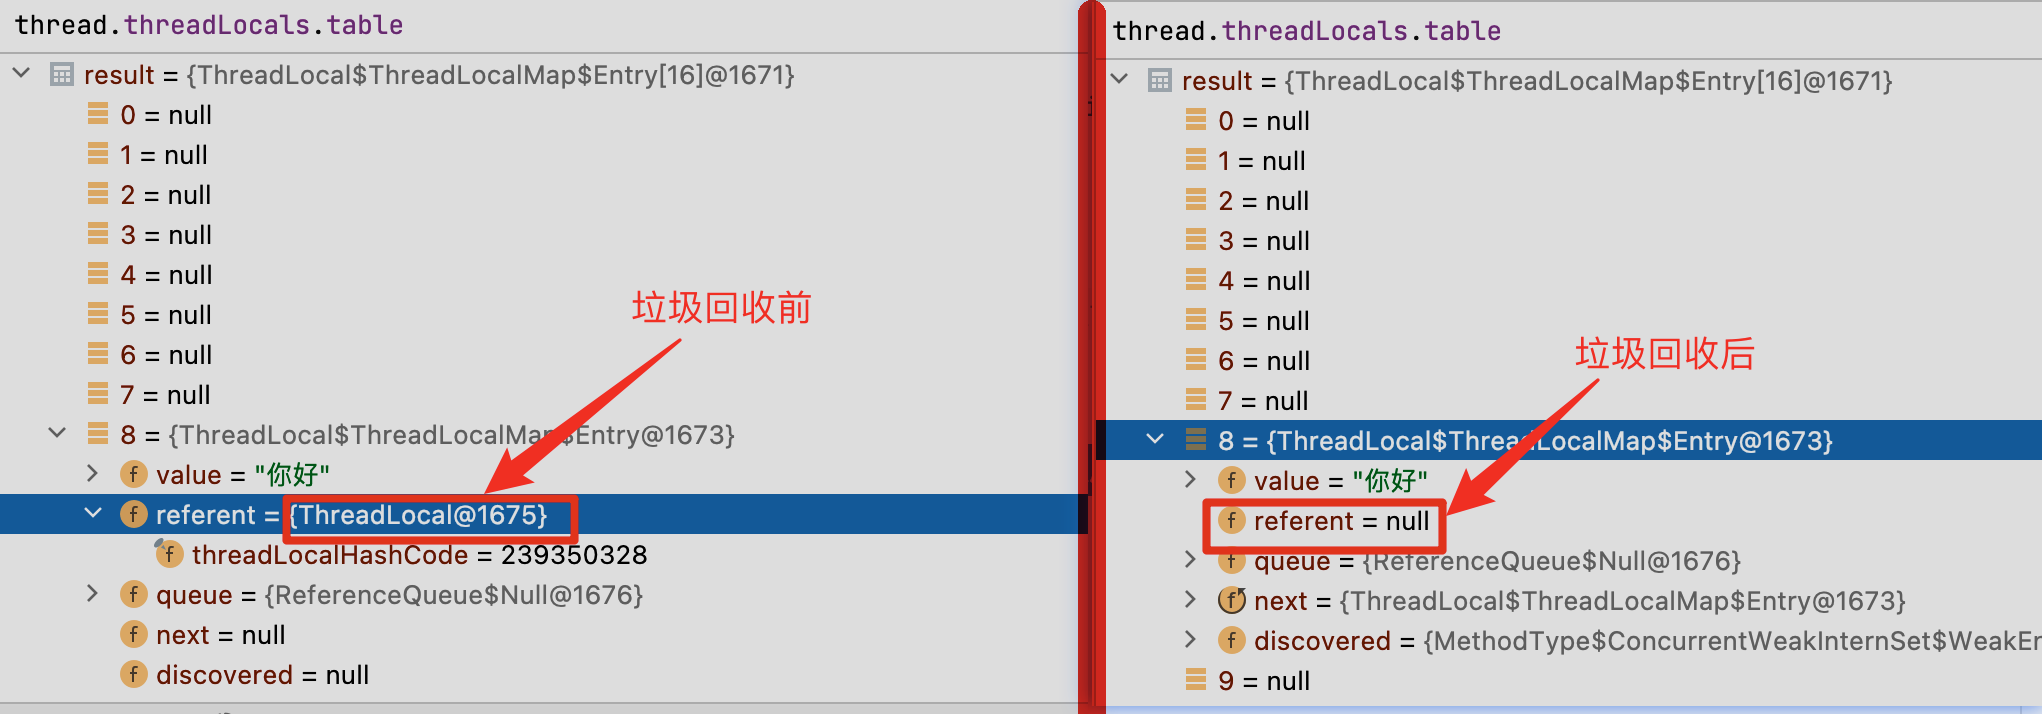 thread.threadLocals.table
result = {ThreadLocal$ThreadLocalMap$Entry[16]@1671}
0 = null
1 = null
2 = null
3 = null
4 = null
5 = null
6 = null
7 = null
垃圾回收前
8 = {ThreadLocal$ThreadLocalMap$Entry@1673}
value = "你好"
referent = {ThreadLocal@1675}
threadLocalHashCode = 239350328
queue = {ReferenceQueue$Null@1676}
next = null
discovered = null
thread.threadLocals.table
result = {ThreadLocal$ThreadLocalMap$Entry[16]@1671}
0 = null
1 = null
2 = null
3 = null
4 = null
5 = null
6 = null
垃圾回收后
7 = null
8 = {ThreadLocal$ThreadLocalMap$Entry@1673}
value = "你好"
referent = null
queue = {ReferenceQueue$Null@1676}
next = {ThreadLocal$ThreadLocalMap$Entry@1673}
discovered = {MethodType$ConcurrentWeakInternSet$WeakEn
9 = null